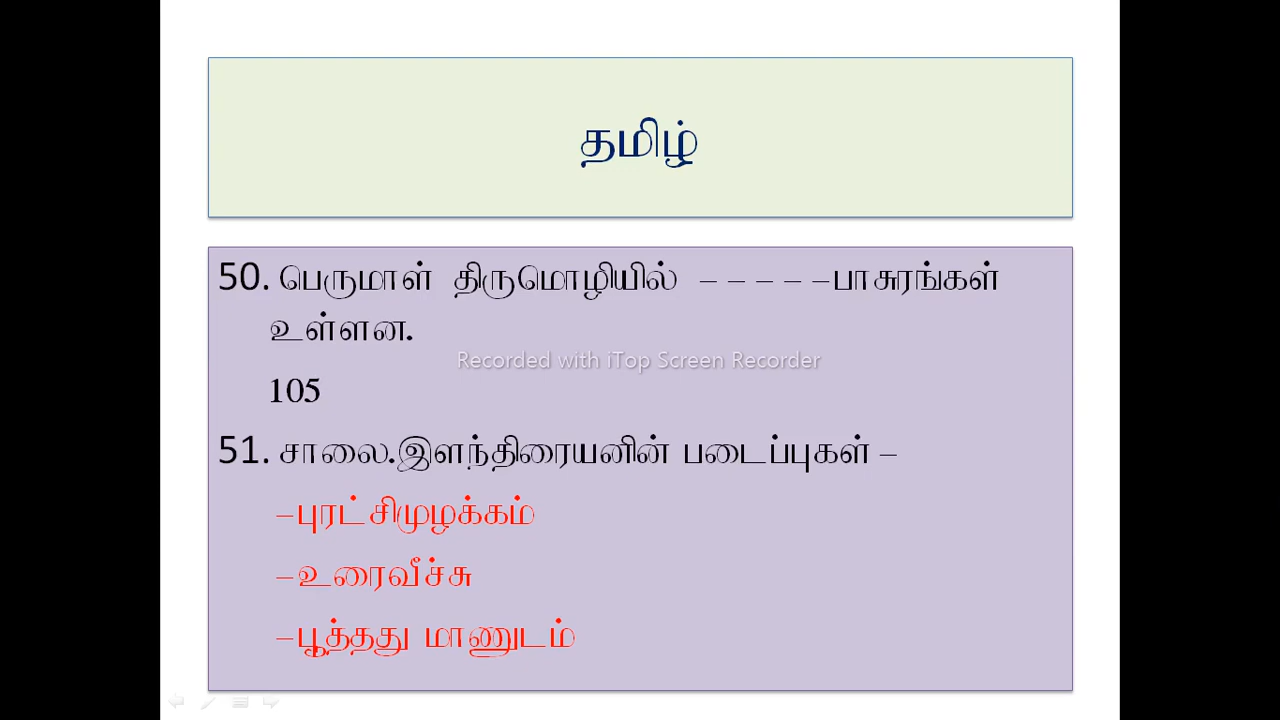 தமிழ்
50. பெருமாள் திருமொழியில் – – – – –பாசுரங்கள்
உள்ளன.
Recorded with iTop Screen Recorder
105
51. சாலை.இளந்திரையனின் படைப்புகள் –
–புரட்சிமுழக்கம்
–உரைவீச்சு
–பூத்தது மாணுடம்